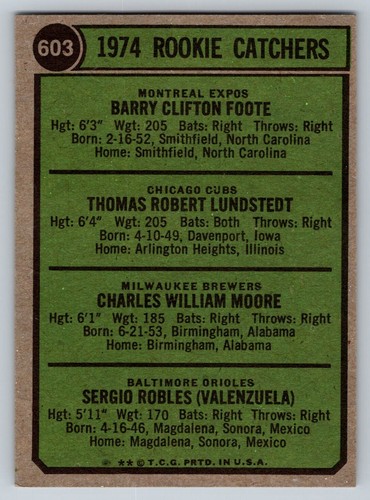 603
1974 ROOKIE CATCHERS
MONTREAL EXPOS
BARRY CLIFTON FOOTE
Hgt: 6'3" Wgt: 205 Bats: Right Throws: Right
Born: 2-16-52, Smithfield, North Carolina
Home: Smithfield, North Carolina
CHICAGO CUBS
THOMAS ROBERT LUNDSTEDT
Hgt: 6'4" Wgt: 205 Bats: Both Throws: Right
Born: 4-10-49, Davenport, Iowa
Home: Arlington Heights, Illinois
MILWAUKEE BREWERS
CHARLES WILLIAM MOORE
Hgt: 6'1" Wgt: 185 Bats: Right Throws: Right
Born: 6-21-53, Birmingham, Alabama
Home: Birmingham, Alabama
BALTIMORE ORIOLES
SERGIO ROBLES (VALENZUELA)
Hgt: 5'11" Wgt: 170 Bats: Right Throws: Right
Born: 4-16-46, Magdalena, Sonora, Mexico
Home: Magdalena, Sonora, Mexico
** © T.C.G. PRTD. IN U.S.A.